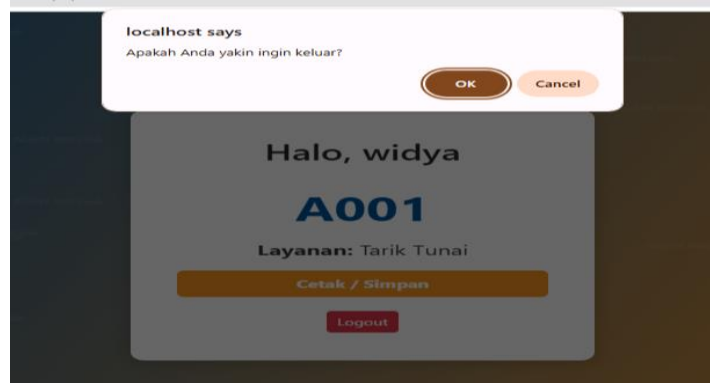 localhost says
Apakah Anda yakin ingin keluar?
OK Cancel
Halo, widya
A001
Layanan: Tarik Tunai
Cetak / Simpan
Logout